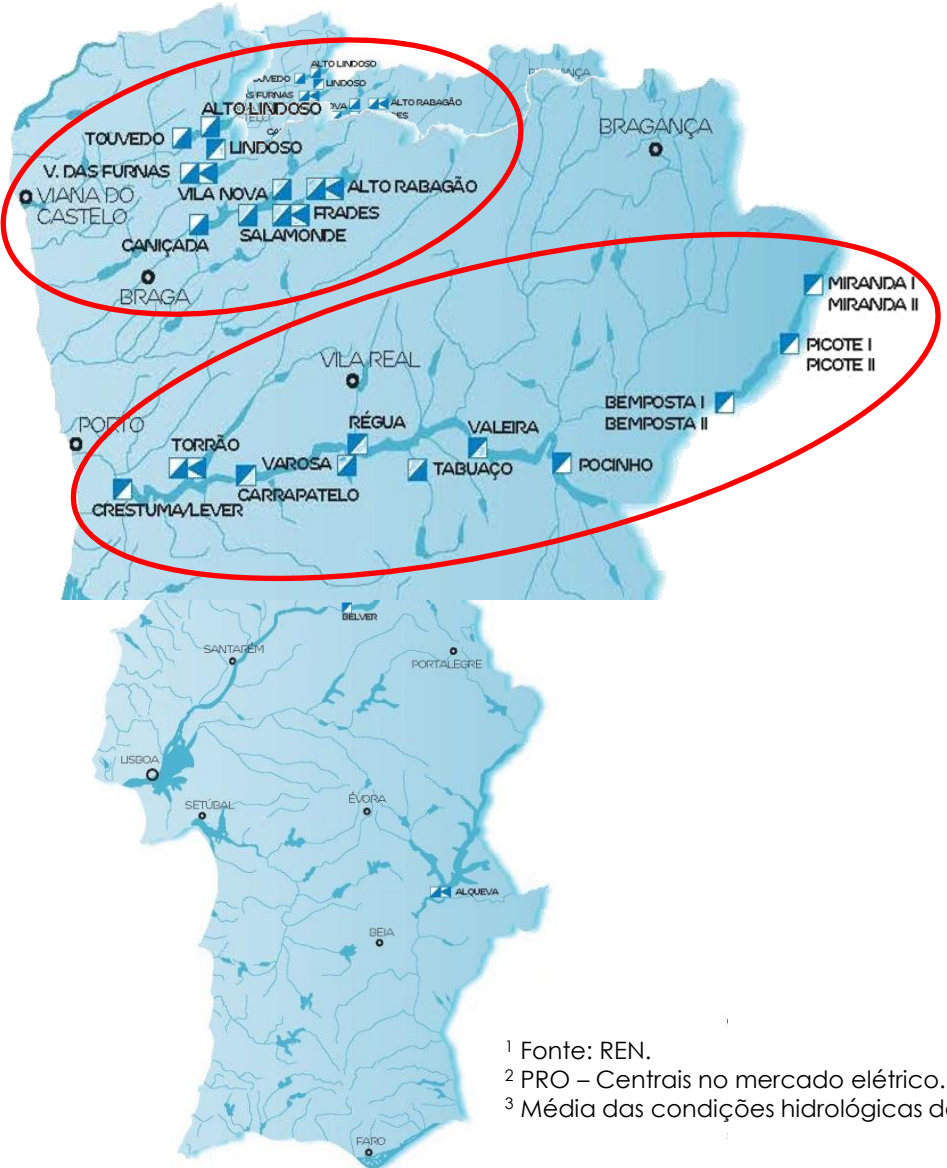 ALTO LINDOSO
LINDOSO
ALTO RABAGÃO
ALTO LINDOSO
TOUVEDO
LINDOSO
V. DAS FURNAS
VILA NOVA
ALTO RABAGÃO
FRADES
SALAMONDE
CANIÇADA
VIANA DO
CASTELO
BRAGA
BRAGANÇA
MIRANDA I
MIRANDA II
PICOTE I
PICOTE II
BEMPOSTA I
BEMPOSTA II
VILA REAL
PORTO
RÉGUA
VALEIRA
TORRÃO
VAROSA
TABUAÇO
POCINHO
CARRAPATELO
CRESTUMA/LEVER
BELVER
SANTARÉM
PORTALEGRE
LISBOA
SETÚBAL
ÉVORA
ALQUEVA
BEJA
FARO
¹ Fonte: REN.
² PRO – Centrais no mercado elétrico.
³ Média das condições hidrológicas d